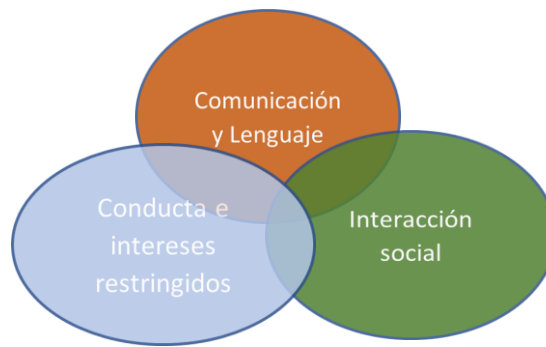 Comunicación
y Lenguaje
Conducta e
intereses
restringidos
Interacción
social